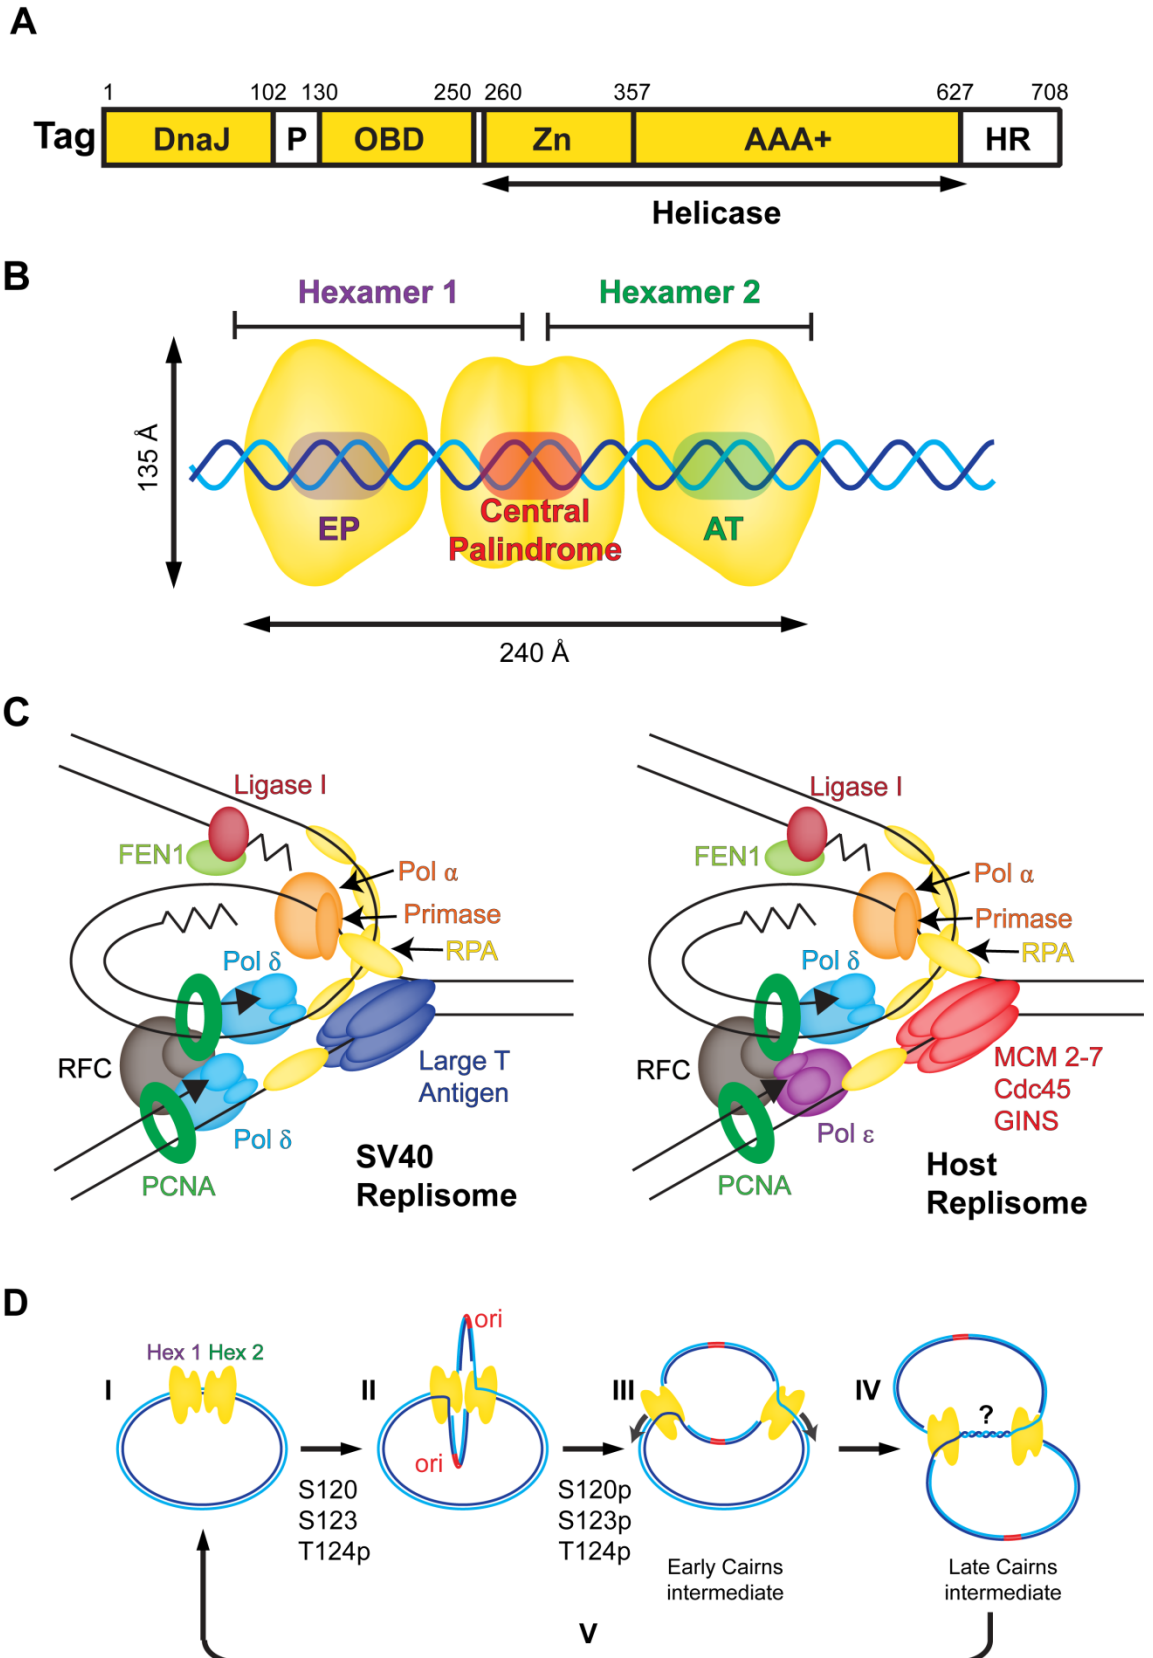 A
1 102 130 250 260 357 627 708
Tag DnaJ P OBD Zn AAA+ HR
Helicase
B
Hexamer 1 Hexamer 2
135 Å
EP
Central
Palindrome
AT
240 Å
C
Ligase I
FEN1
Pol α
Primase
RPA
Pol δ
RFC
Large T
Antigen
Pol δ
PCNA
SV40
Replisome
Ligase I
FEN1
Pol α
Primase
RPA
Pol δ
RFC
MCM 2-7
Cdc45
GINS
Pol ε
PCNA
Host
Replisome
D
I
Hex 1 Hex 2
S120
S123
T124p
II
ori
ori
S120p
S123p
T124p
III
Early Cairns
intermediate
IV
?
Late Cairns
intermediate
V